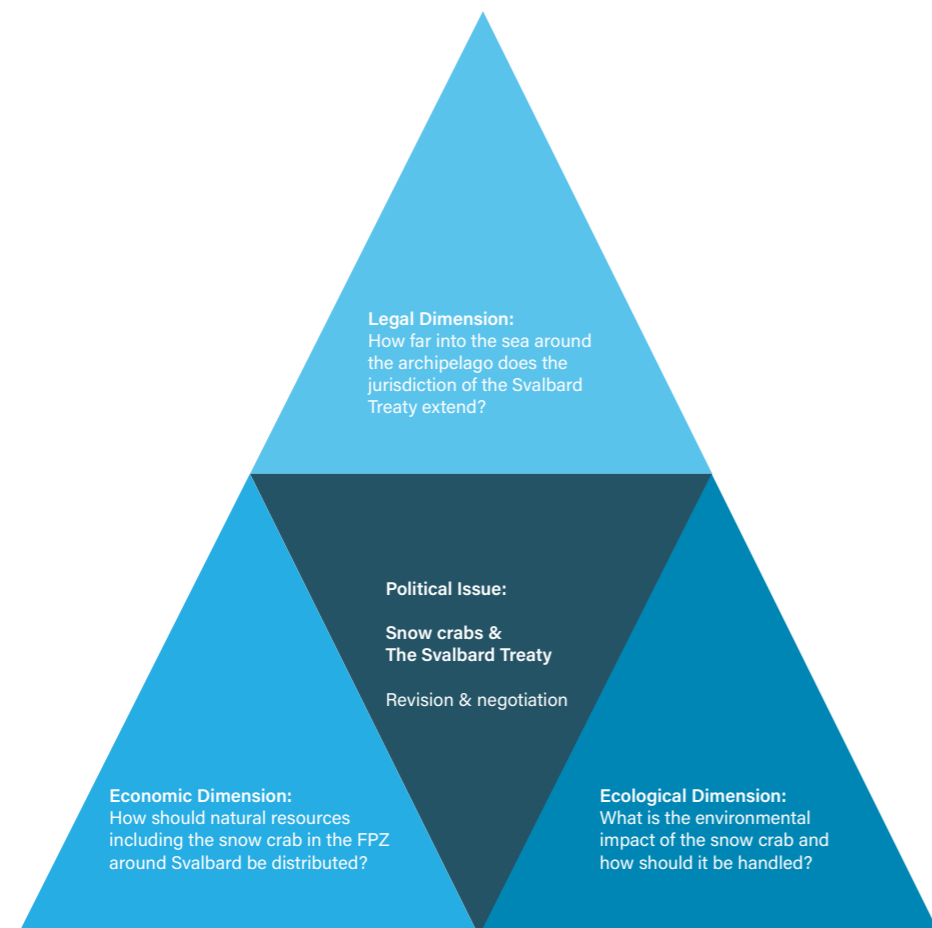 Legal Dimension:
How far into the sea around
the archipelago does the
jurisdiction of the Svalbard
Treaty extend?
Political Issue:
Snow crabs &
The Svalbard Treaty
Revision & negotiation
Economic Dimension:
How should natural resources
including the snow crab in the FPZ
around Svalbard be distributed?
Ecological Dimension:
What is the environmental
impact of the snow crab and
how should it be handled?